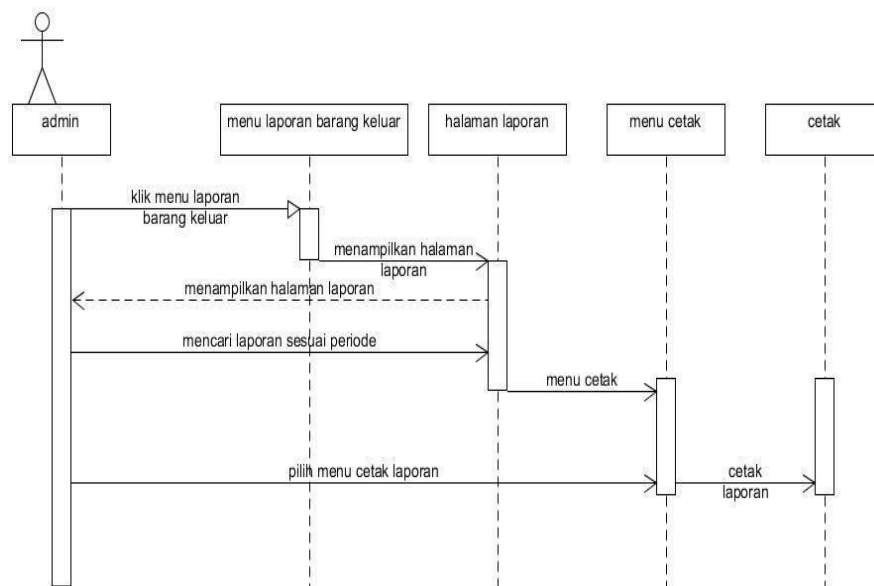 admin
menu laporan barang keluar
halaman laporan
menu cetak
cetak
klik menu laporan
barang keluar
menampilkan halaman
laporan
menampilkan halaman laporan
mencari laporan sesuai periode
menu cetak
pilih menu cetak laporan
cetak
laporan